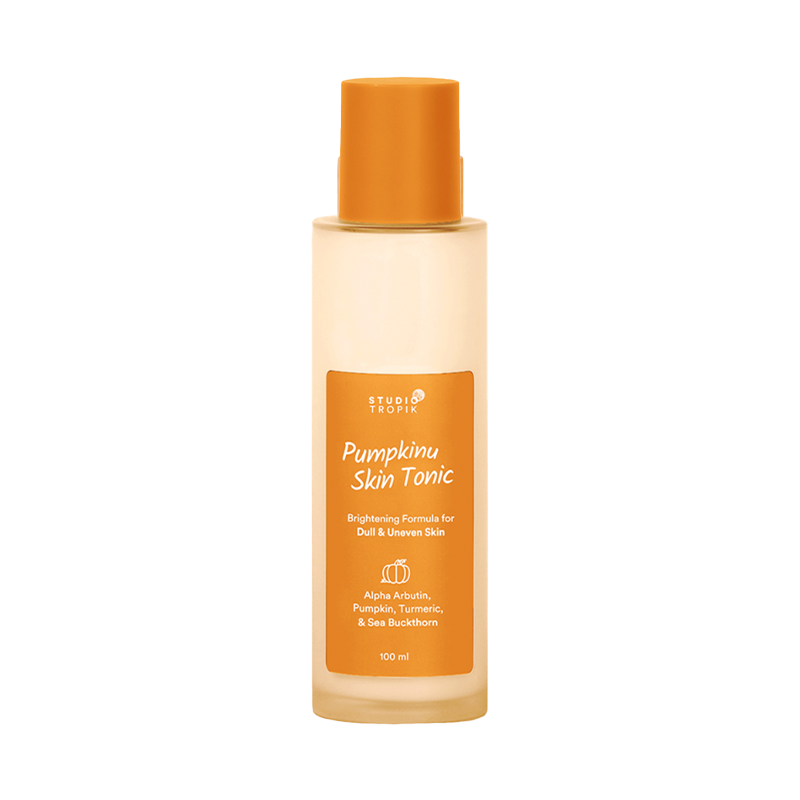 STUDIO
TROPIK
Pumpkinu
Skin Tonic
Brightening Formula for
Dull & Uneven Skin
Alpha Arbutin,
Pumpkin, Turmeric,
& Sea Buckthorn
100 ml